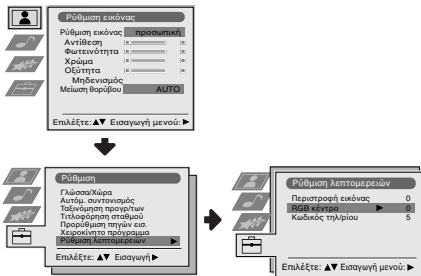 Ρύθμιση εικόνας
Ρύθμιση εικόνας προσωπική
Αντίθεση
Φωτεινότητα
Χρώμα
Οξύτητα
Μηδενισμός
Μείωση θορύβου AUTO
Επιλέξτε:▲▼ Εισαγωγή μενού:►
Ρύθμιση
Γλώσσα/Χώρα
Αυτόμ. συντονισμός
Ταξινόμηση προγρ/των
Τιτλοφόρηση σταθμού
Προρύθμιση πηγών εισ.
Χειροκίνητο πρόγραμμα
Ρύθμιση λεπτομερειών ►
Επιλέξτε: ▲▼ Εισαγωγή►
Ρύθμιση λεπτομερειών
Περιστροφή εικόνας 0
RGB κέντρο ► 0
Κωδικός τηλ/ρίου 5
Επιλέξτε: ▲▼ Εισαγωγή μενού:►